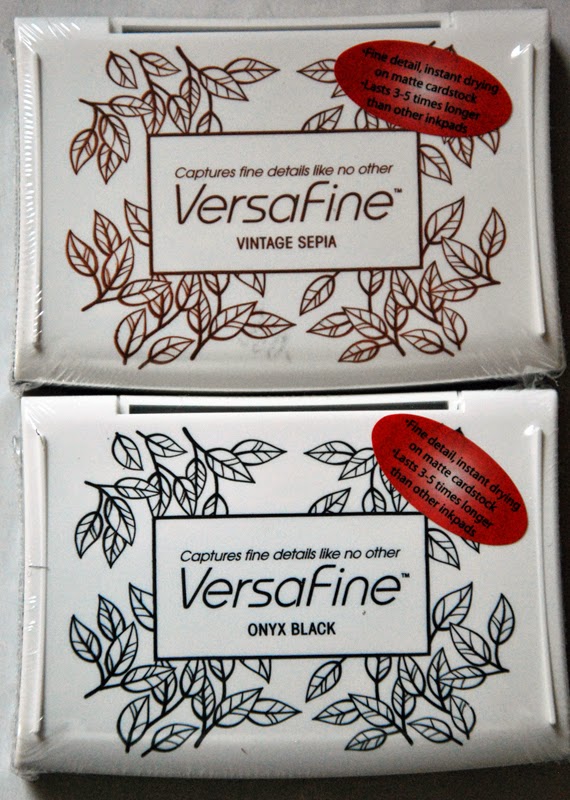 •Fine detail, instant drying
on matte cardstock
•Lasts 3-5 times longer
than other inkpads
Captures fine details like no other
VersaFine™
VINTAGE SEPIA
•Fine detail, instant drying
on matte cardstock
•Lasts 3-5 times longer
than other inkpads
Captures fine details like no other
VersaFine™
ONYX BLACK